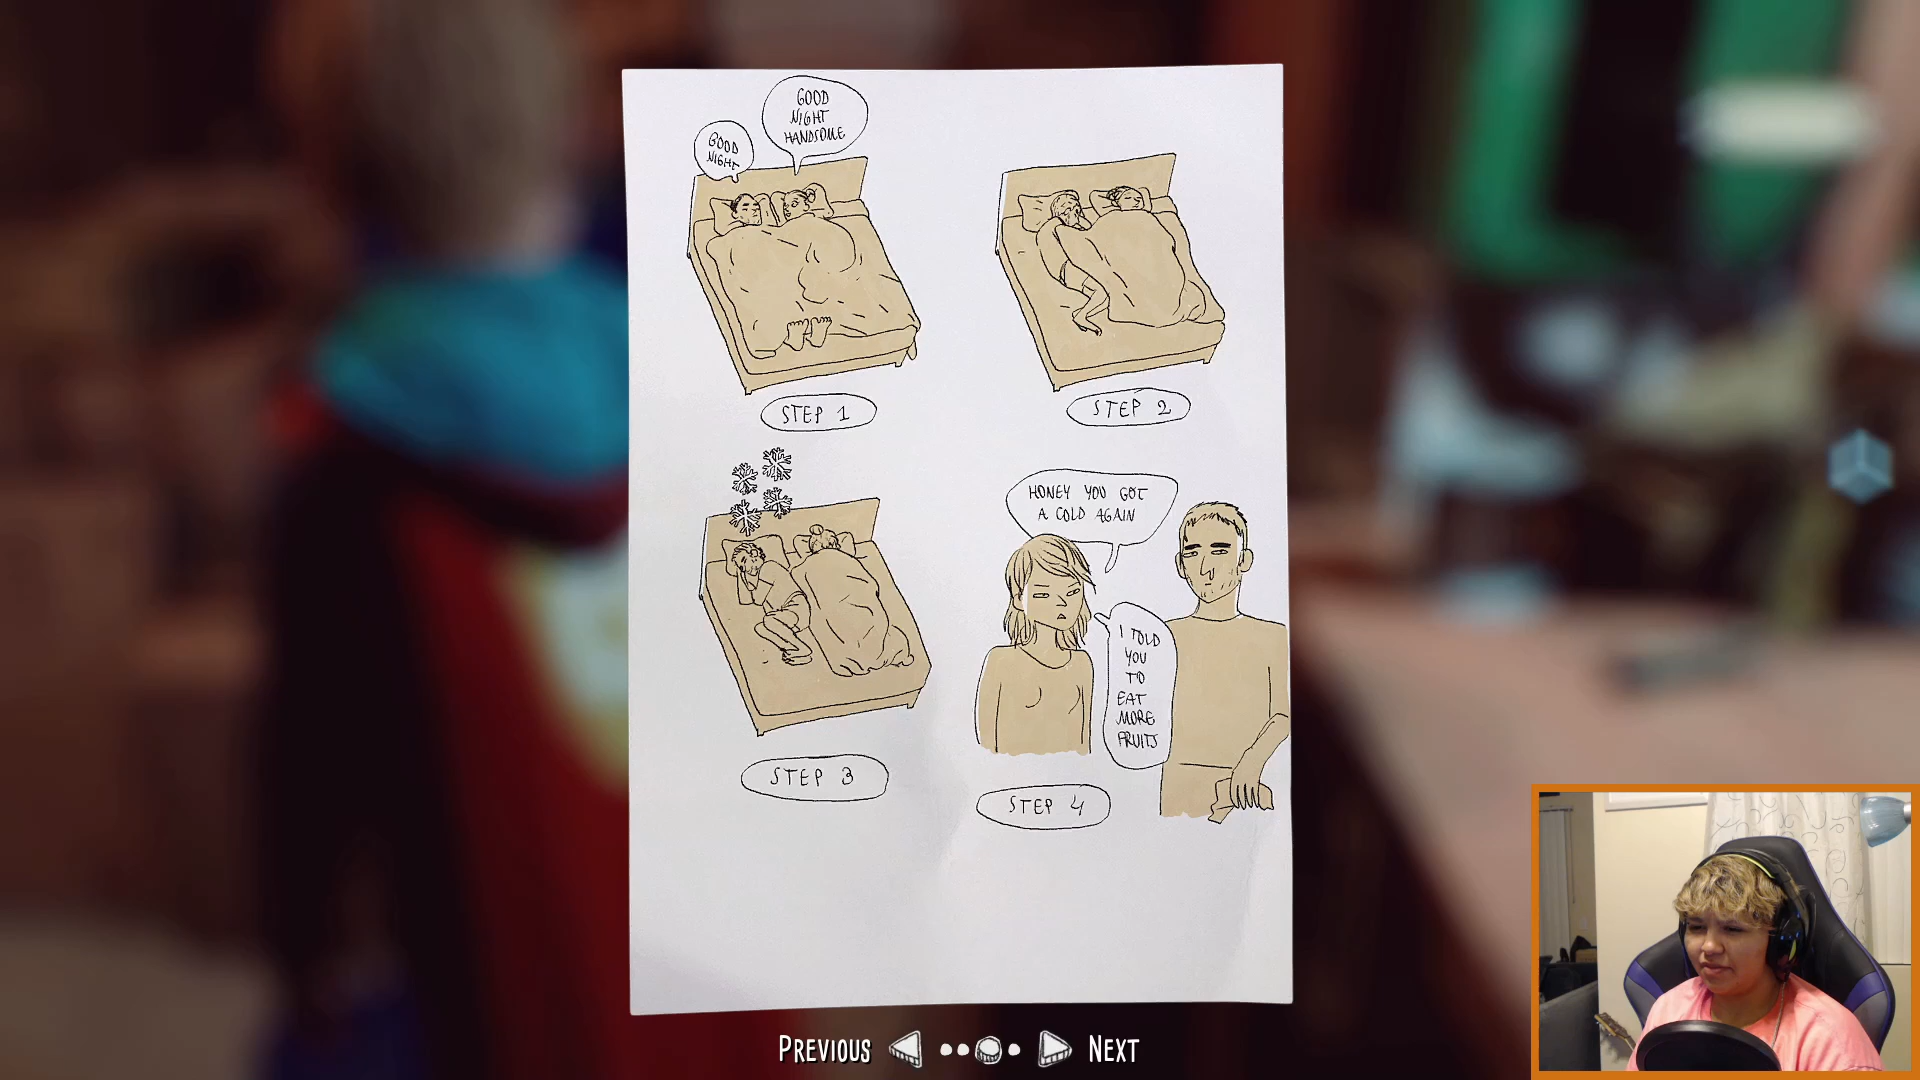 GOOD
NIGHT
GOOD
NIGHT
HANDSOME
STEP 1
STEP 2
STEP 3
HONEY YOU GOT
A COLD AGAIN
I TOLD
YOU
TO
EAT
MORE
FRUITS
STEP 4
PREVIOUS
NEXT